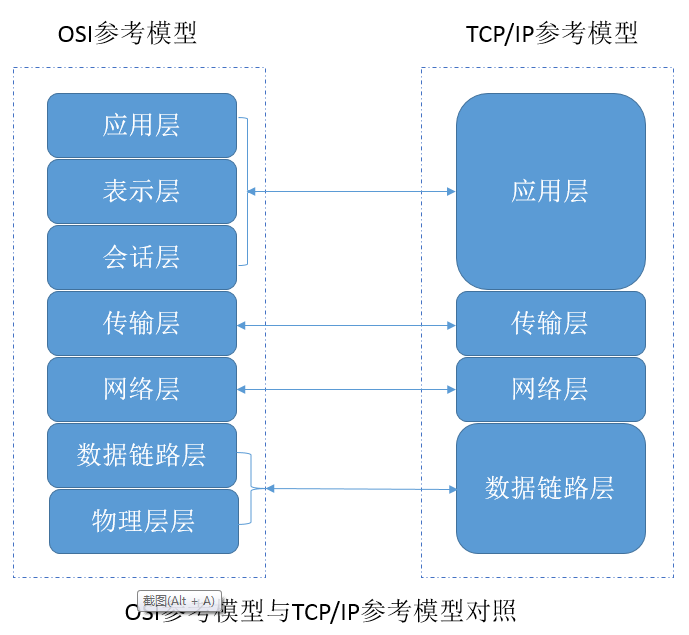 OSI参考模型
TCP/IP参考模型
应用层
表示层
会话层
传输层
网络层
数据链路层
物理层层
应用层
传输层
网络层
数据链路层
截图(Alt + A)
OSI参考模型与TCP/IP参考模型对照